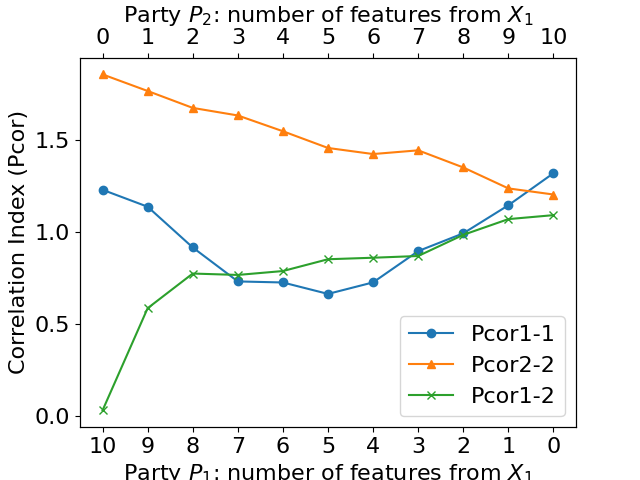 Party P₂: number of features from X₁
0 1 2 3 4 5 6 7 8 9 10
Correlation Index (Pcor)
1.5
1.0
0.5
0.0
Pcor1-1
Pcor2-2
Pcor1-2
10 9 8 7 6 5 4 3 2 1 0
Party P₁: number of features from X₁